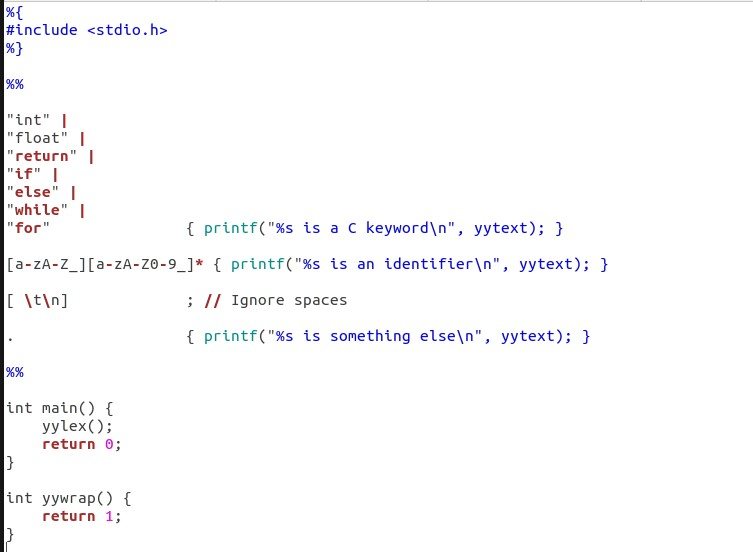 %{
#include <stdio.h>
%}

%%

"int" |
"float" |
"return" |
"if" |
"else" |
"while" |
"for"                { printf("%s is a C keyword\n", yytext); }

[a-zA-Z_][a-zA-Z0-9_]* { printf("%s is an identifier\n", yytext); }

[ \t\n]             ; // Ignore spaces

.                   { printf("%s is something else\n", yytext); }

%%

int main() {
    yylex();
    return 0;
}

int yywrap() {
    return 1;
}